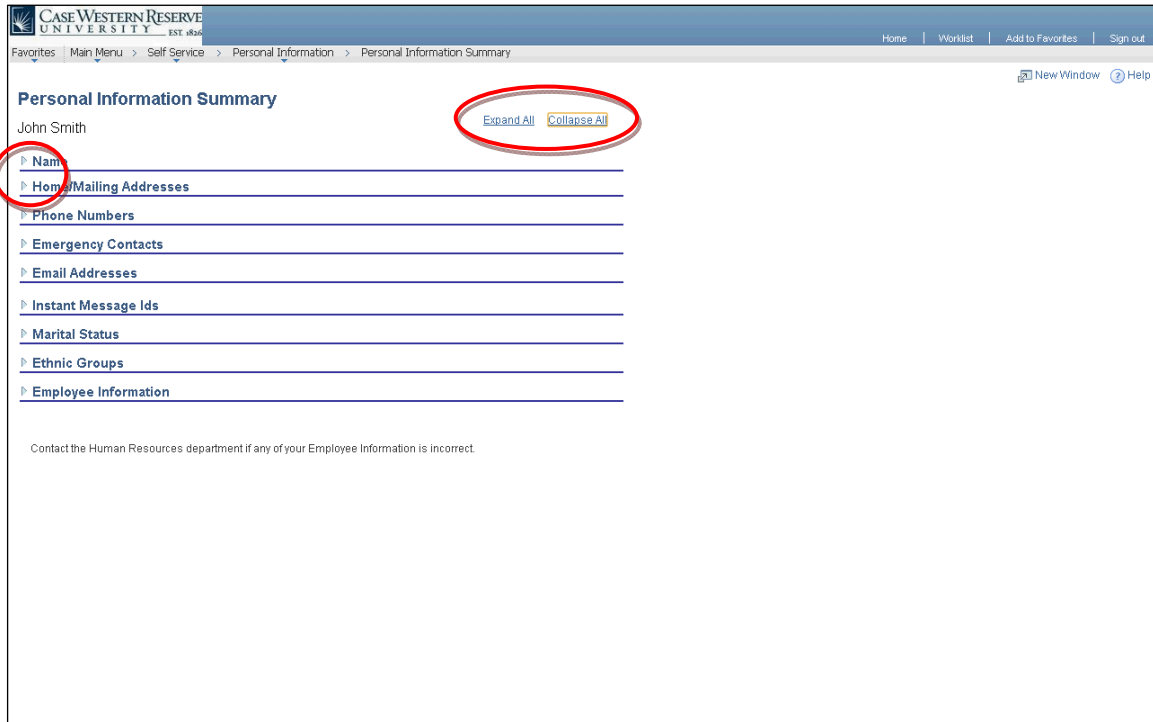 CASE WESTERN RESERVE
UNIVERSITY EST. 1826
Home | Worklist | Add to Favorites | Sign out
Favorites Main Menu > Self Service > Personal Information > Personal Information Summary
New Window ? Help
Personal Information Summary
Expand All Collapse All
John Smith
Name
Home/Mailing Addresses
Phone Numbers
Emergency Contacts
Email Addresses
Instant Message Ids
Marital Status
Ethnic Groups
Employee Information
Contact the Human Resources department if any of your Employee Information is incorrect.